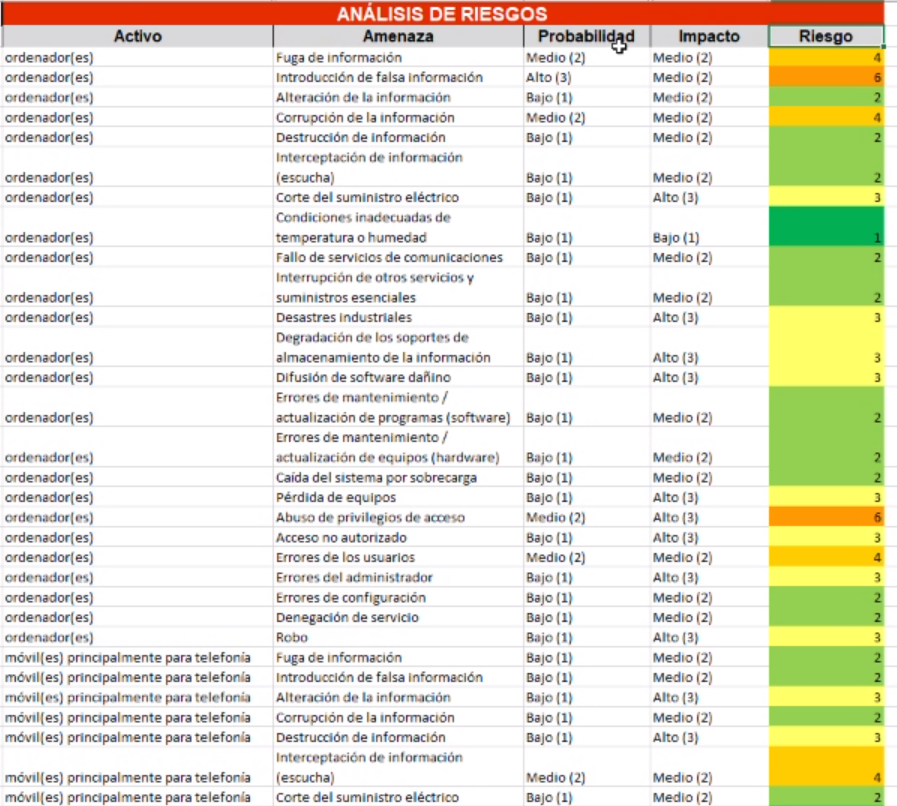 ANÁLISIS DE RIESGOS
Activo Amenaza Probabilidad Impacto Riesgo
ordenador(es) Fuga de información Medio (2) Medio (2) 4
ordenador(es) Introducción de falsa información Alto (3) Medio (2) 6
ordenador(es) Alteración de la información Bajo (1) Medio (2) 2
ordenador(es) Corrupción de la información Medio (2) Medio (2) 4
ordenador(es) Destrucción de información Bajo (1) Medio (2) 2
Interceptación de información
ordenador(es) (escucha) Bajo (1) Medio (2) 2
ordenador(es) Corte del suministro eléctrico Bajo (1) Alto (3) 3
Condiciones inadecuadas de
ordenador(es) temperatura o humedad Bajo (1) Bajo (1) 1
ordenador(es) Fallo de servicios de comunicaciones Bajo (1) Medio (2) 2
Interrupción de otros servicios y
ordenador(es) suministros esenciales Bajo (1) Medio (2) 2
ordenador(es) Desastres industriales Bajo (1) Alto (3) 3
Degradación de los soportes de
ordenador(es) almacenamiento de la información Bajo (1) Alto (3) 3
ordenador(es) Difusión de software dañino Bajo (1) Alto (3) 3
Errores de mantenimiento /
ordenador(es) actualización de programas (software) Bajo (1) Medio (2) 2
Errores de mantenimiento /
ordenador(es) actualización de equipos (hardware) Bajo (1) Medio (2) 2
ordenador(es) Caída del sistema por sobrecarga Bajo (1) Medio (2) 2
ordenador(es) Pérdida de equipos Bajo (1) Alto (3) 3
ordenador(es) Abuso de privilegios de acceso Medio (2) Alto (3) 6
ordenador(es) Acceso no autorizado Bajo (1) Alto (3) 3
ordenador(es) Errores de los usuarios Medio (2) Medio (2) 4
ordenador(es) Errores del administrador Bajo (1) Alto (3) 3
ordenador(es) Errores de configuración Bajo (1) Medio (2) 2
ordenador(es) Denegación de servicio Bajo (1) Medio (2) 2
ordenador(es) Robo Bajo (1) Alto (3) 3
móvil(es) principalmente para telefonía Fuga de información Bajo (1) Medio (2) 2
móvil(es) principalmente para telefonía Introducción de falsa información Bajo (1) Medio (2) 2
móvil(es) principalmente para telefonía Alteración de la información Bajo (1) Alto (3) 3
móvil(es) principalmente para telefonía Corrupción de la información Bajo (1) Medio (2) 2
móvil(es) principalmente para telefonía Destrucción de información Bajo (1) Alto (3) 3
Interceptación de información
móvil(es) principalmente para telefonía (escucha) Medio (2) Medio (2) 4
móvil(es) principalmente para telefonía Corte del suministro eléctrico Bajo (1) Medio (2) 2